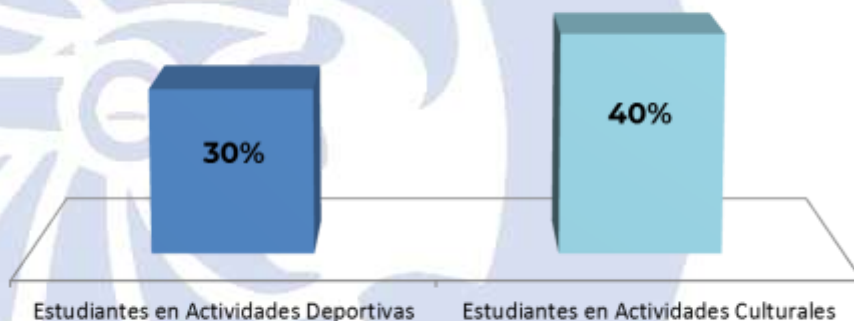 40%
30%
Estudiantes en Actividades Deportivas
Estudiantes en Actividades Culturales